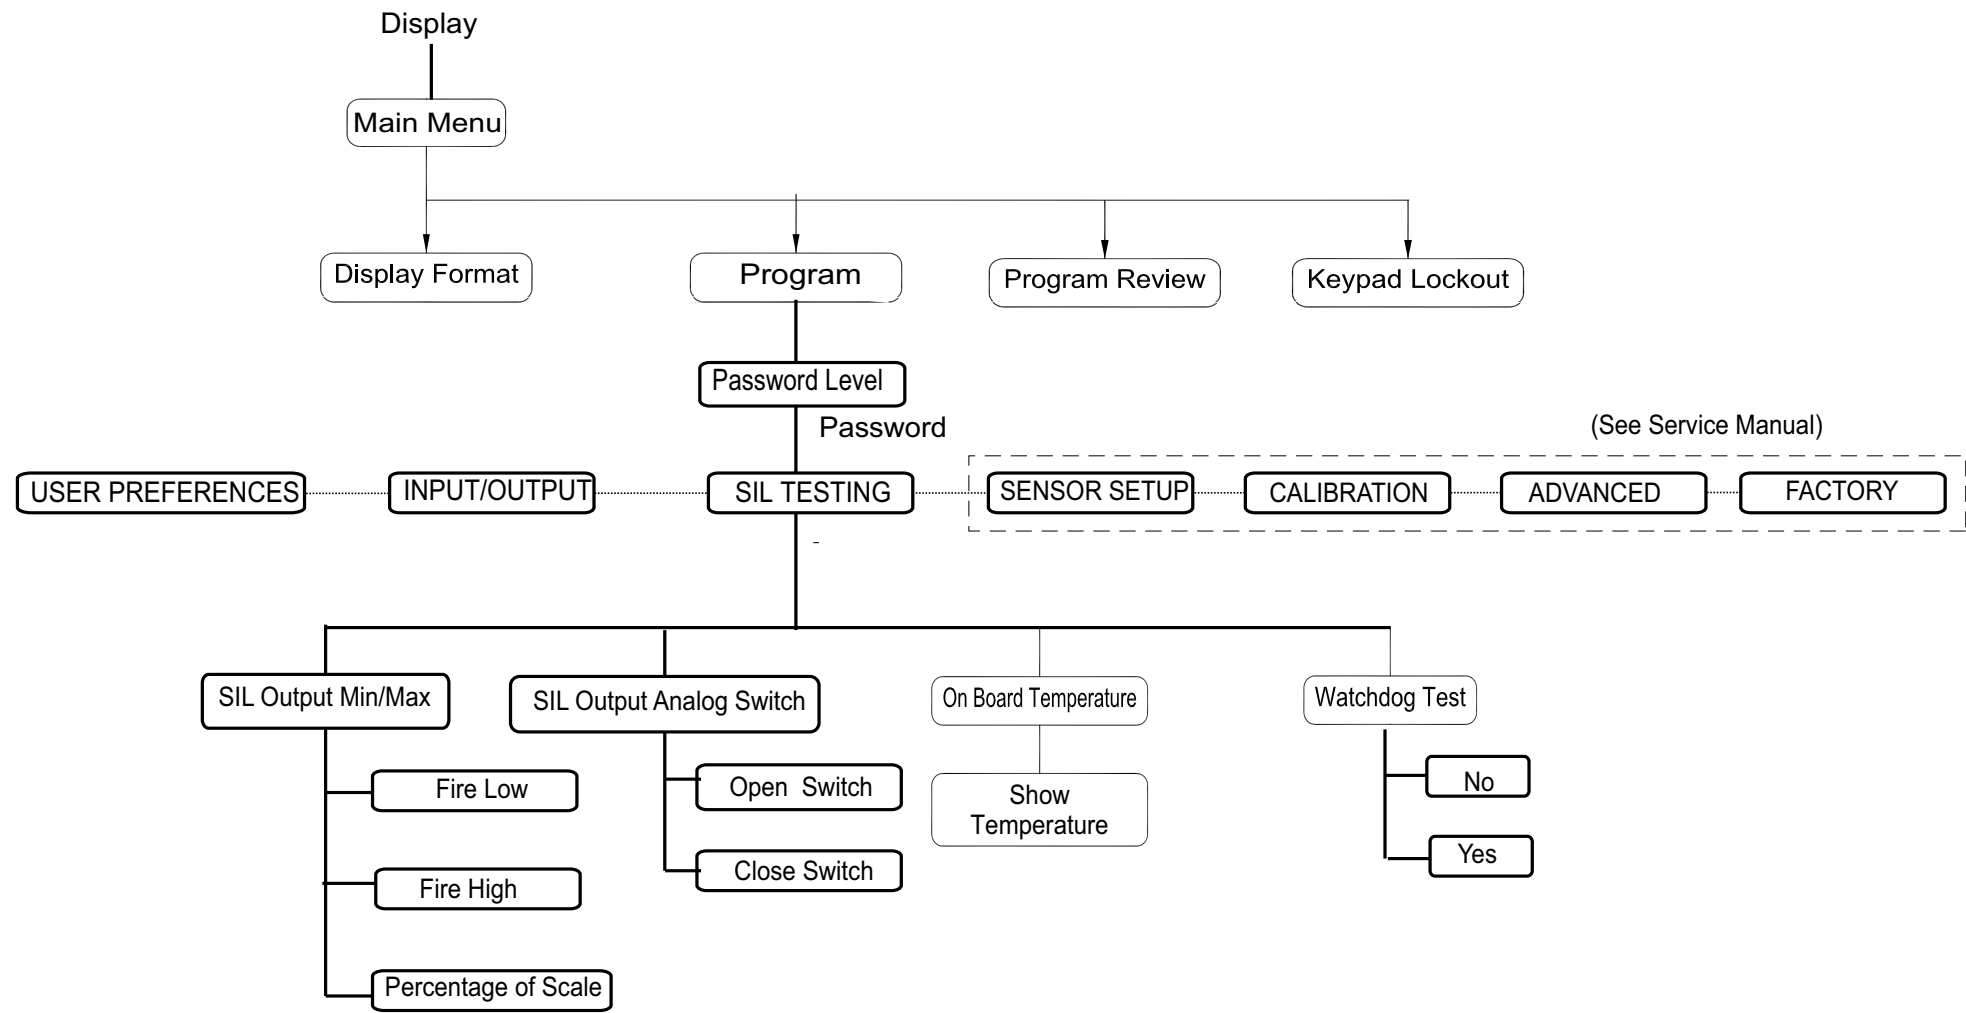 Display
Main Menu
Display Format
Program
Program Review
Keypad Lockout
Password Level
Password
(See Service Manual)
USER PREFERENCES
INPUT/OUTPUT
SIL TESTING
SENSOR SETUP
CALIBRATION
ADVANCED
FACTORY
SIL Output Min/Max
SIL Output Analog Switch
On Board Temperature
Watchdog Test
Fire Low
Open Switch
Show
Temperature
No
Fire High
Close Switch
Yes
Percentage of Scale